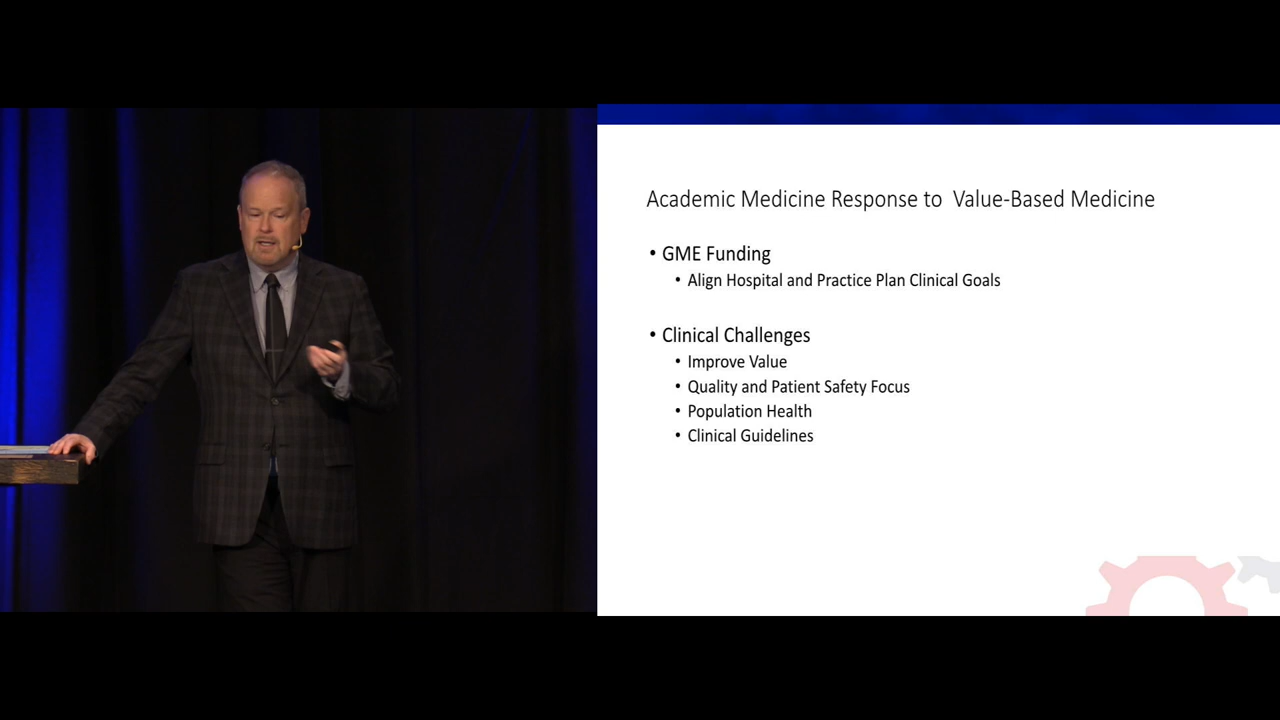 Academic Medicine Response to Value-Based Medicine
• GME Funding
• Align Hospital and Practice Plan Clinical Goals
• Clinical Challenges
• Improve Value
• Quality and Patient Safety Focus
• Population Health
• Clinical Guidelines